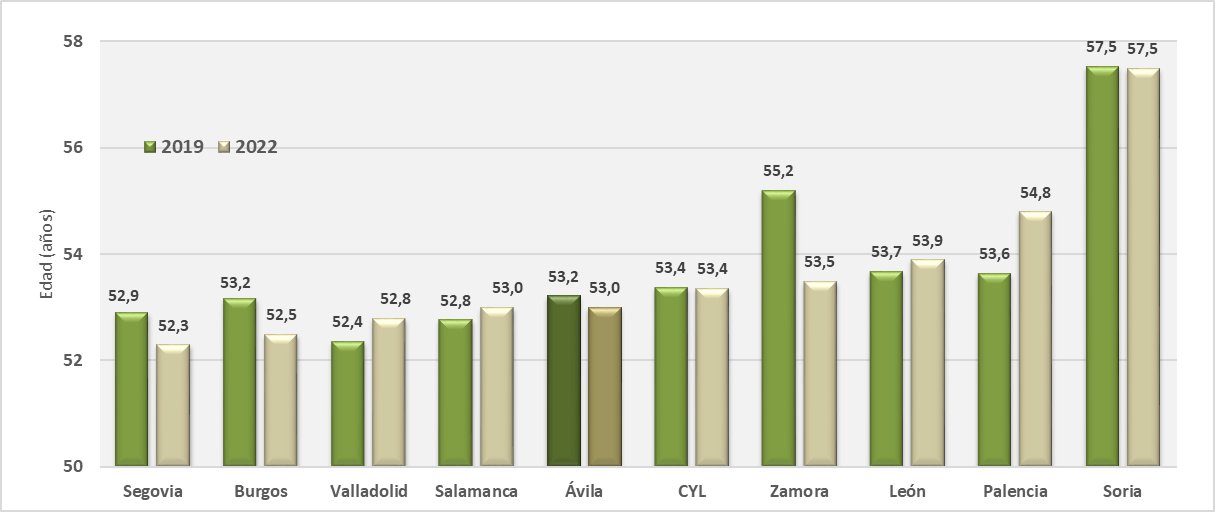 58
56
54
52
50
Edad (años)
2019 2022
52,9 52,3 53,2 52,5 52,4 52,8 52,8 53,0 53,2 53,0 53,4 53,4 55,2 53,5 53,7 53,9 53,6 54,8 57,5 57,5
Segovia Burgos Valladolid Salamanca Ávila CYL Zamora León Palencia Soria